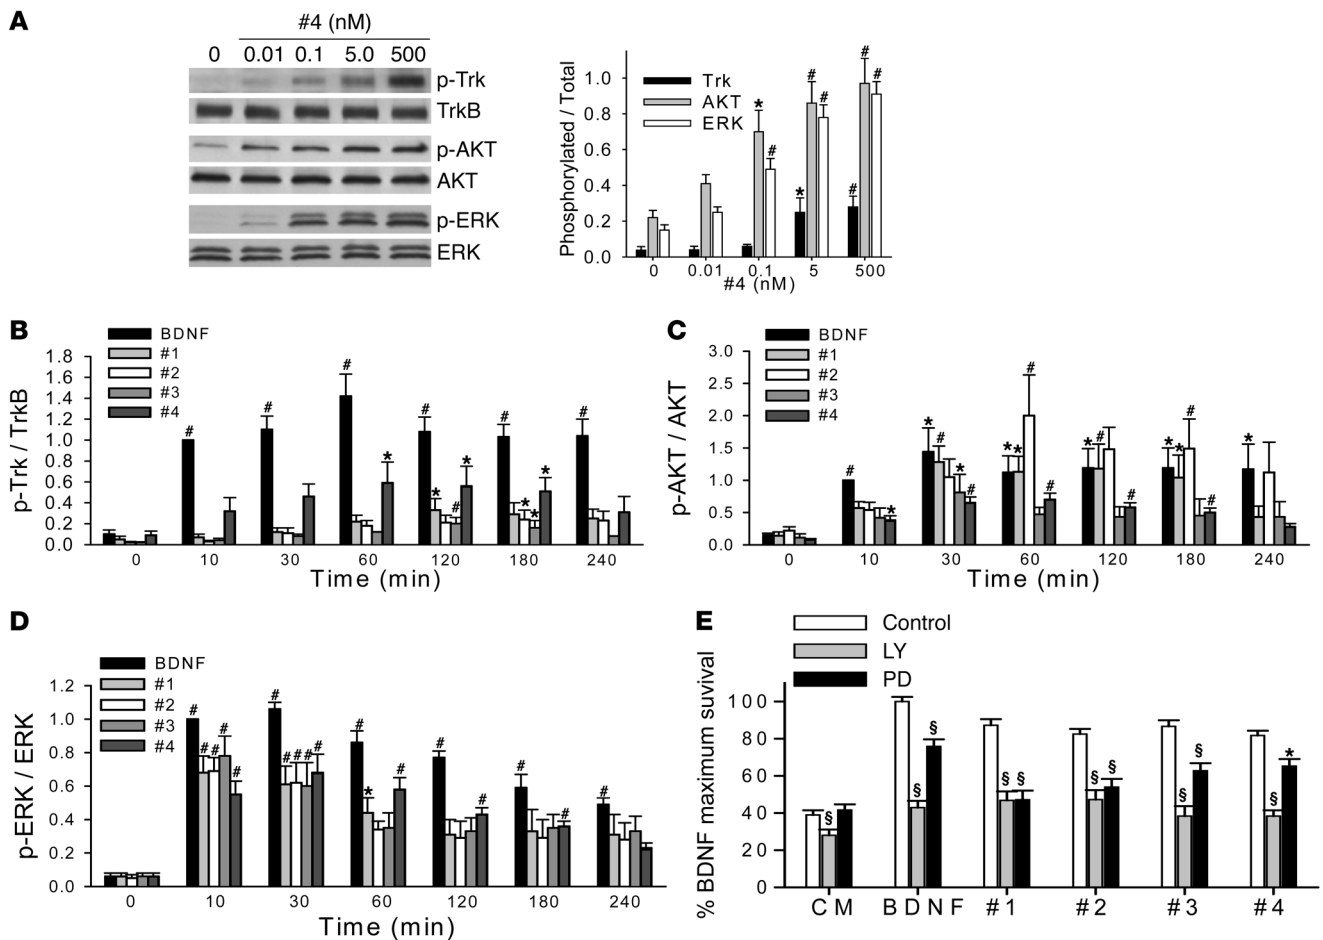 A
#4 (nM)
0 0.01 0.1 5.0 500
p-Trk
TrkB
p-AKT
AKT
p-ERK
ERK
Phosphorylated / Total
1.0
0.8
0.6
0.4
0.2
0.0
Trk
AKT
ERK
* # # # * # # #
0 0.01 0.1 5 500
#4 (nM)
B
BDNF
#1
#2
#3
#4
p-Trk / TrkB
1.8
1.6
1.4
1.2
1.0
0.8
0.6
0.4
0.2
0.0
# # # * # * # * # * * * #
0 10 30 60 120 180 240
Time (min)
C
BDNF
#1
#2
#3
#4
p-AKT / AKT
3.0
2.5
2.0
1.5
1.0
0.5
0.0
# * * # * # * * # # * # # * * # # *
0 10 30 60 120 180 240
Time (min)
D
BDNF
#1
#2
#3
#4
p-ERK / ERK
1.2
1.0
0.8
0.6
0.4
0.2
0.0
# # # # # # # # # # # * # # # # # #
0 10 30 60 120 180 240
Time (min)
E
Control
LY
PD
% BDNF maximum suvival
100
80
60
40
20
0
§ § § § § § § § § § *
CM BDNF #1 #2 #3 #4